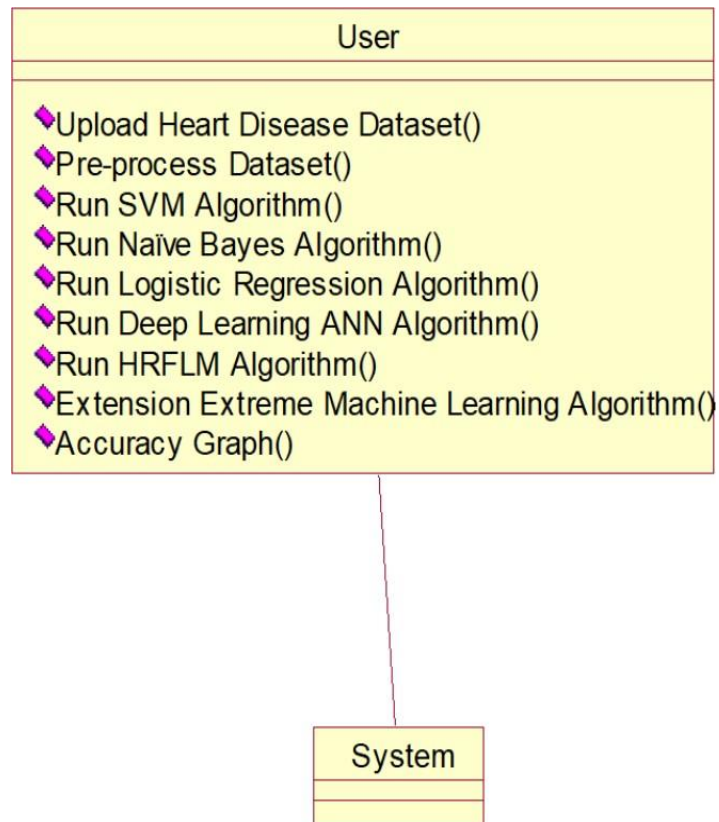 User
Upload Heart Disease Dataset()
Pre-process Dataset()
Run SVM Algorithm()
Run Naïve Bayes Algorithm()
Run Logistic Regression Algorithm()
Run Deep Learning ANN Algorithm()
Run HRFLM Algorithm()
Extension Extreme Machine Learning Algorithm()
Accuracy Graph()
System